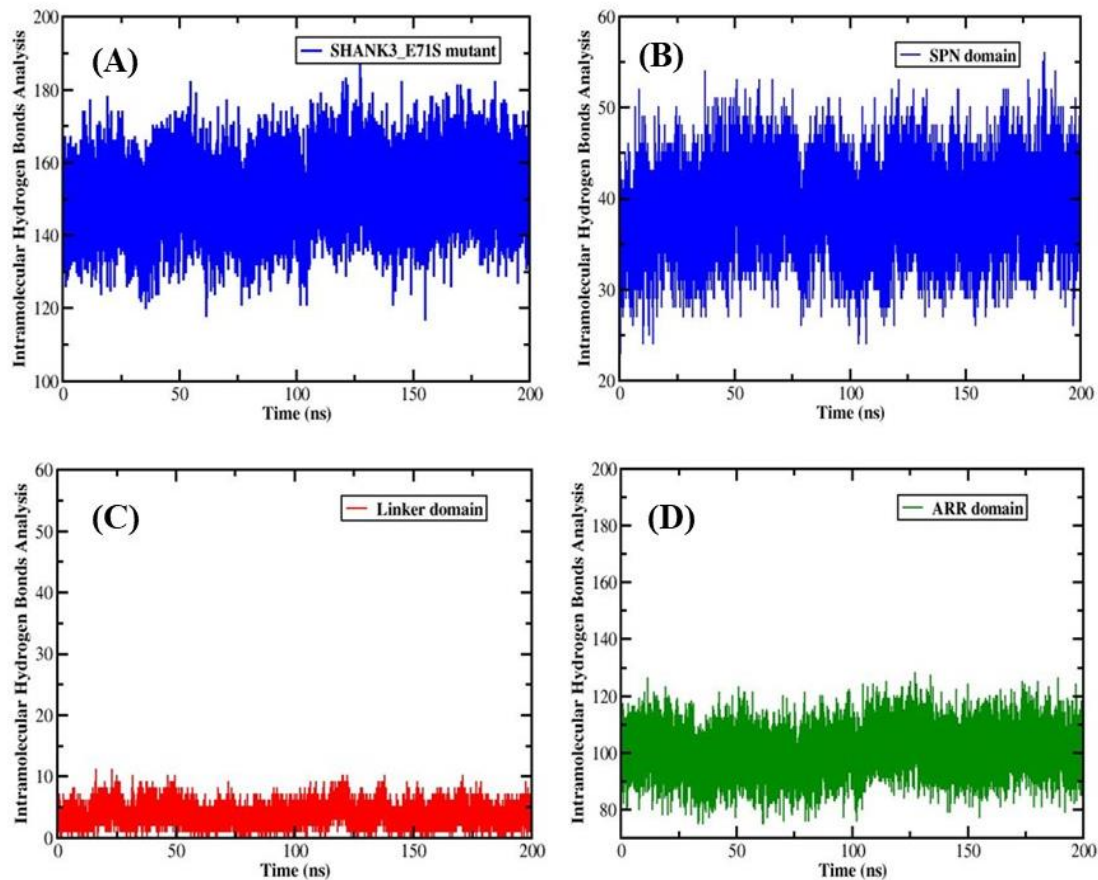 (A)
SHANK3_E71S mutant
Intramolecular Hydrogen Bonds Analysis
200
180
160
140
120
100
0 50 100 150 200
Time (ns)
(B)
SPN domain
Intramolecular Hydrogen Bonds Analysis
60
50
40
30
20
0 50 100 150 200
Time (ns)
(C)
Linker domain
Intramolecular Hydrogen Bonds Analysis
60
50
40
30
20
10
0
0 50 100 150 200
Time (ns)
(D)
ARR domain
Intramolecular Hydrogen Bonds Analysis
200
180
160
140
120
100
80
0 50 100 150 200
Time (ns)